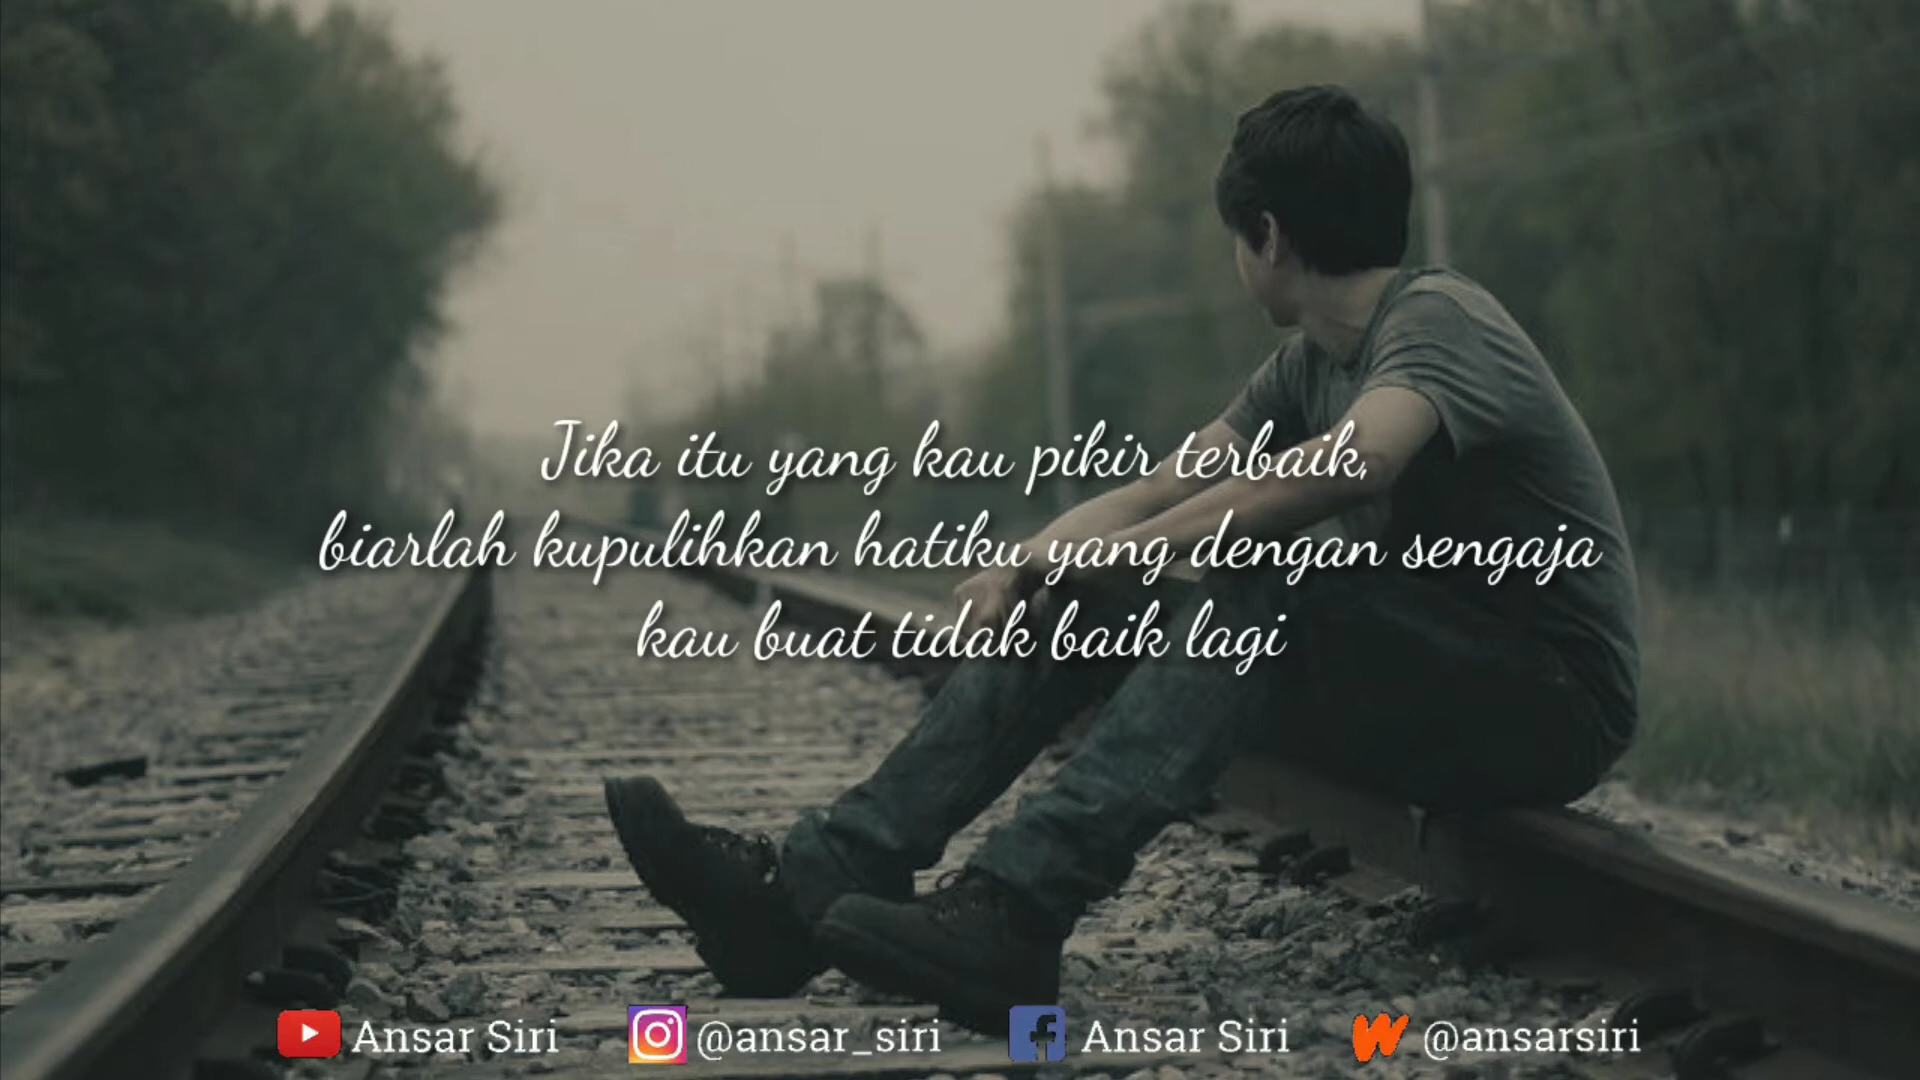 Jika itu yang kau pikir terbaik,
biarlah kupulihkan hatiku yang dengan sengaja
kau buat tidak baik lagi
Ansar Siri @ansar_siri Ansar Siri @ansarsiri